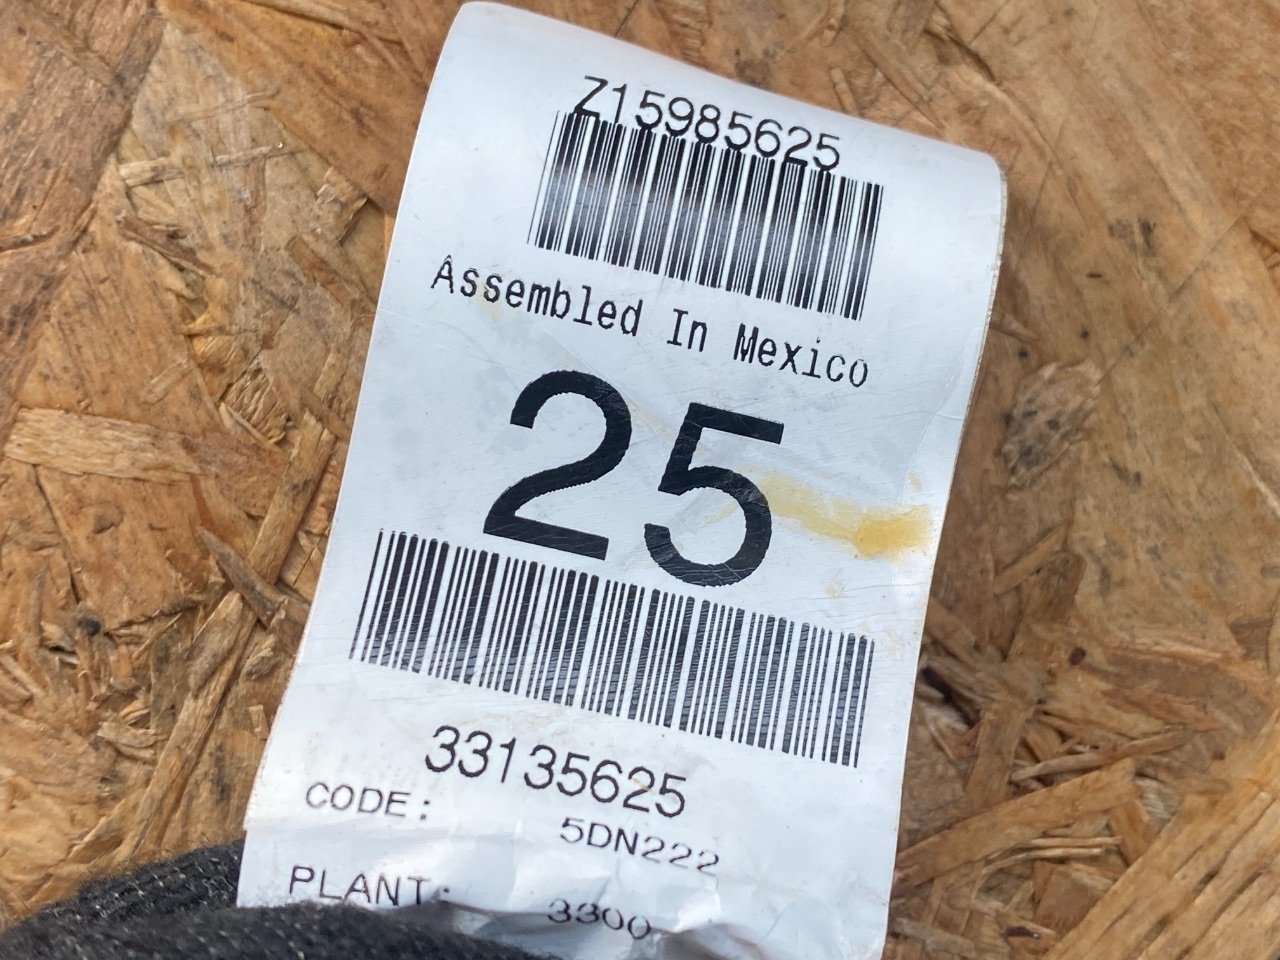 Z15985625
Assembled In Mexico
25
33135625
CODE: 5DN222
PLANT: 3300